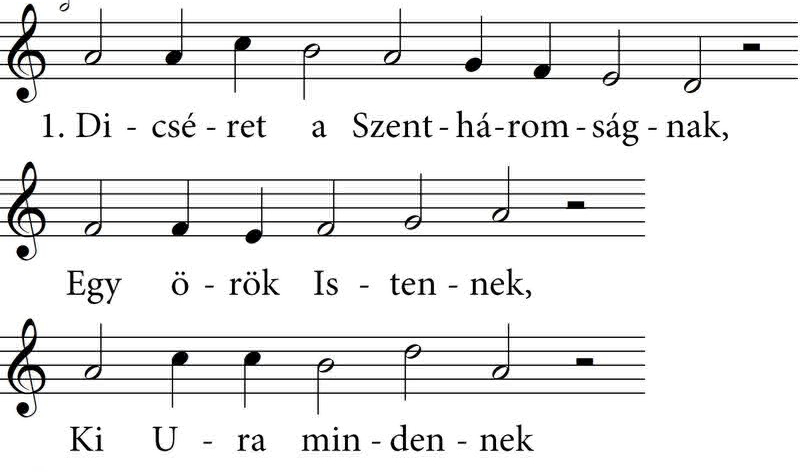 1. Di - csé - ret a Szent - há - rom - ság - nak,
Egy ö - rök Is - ten - nek,
Ki U - ra min - den - nek